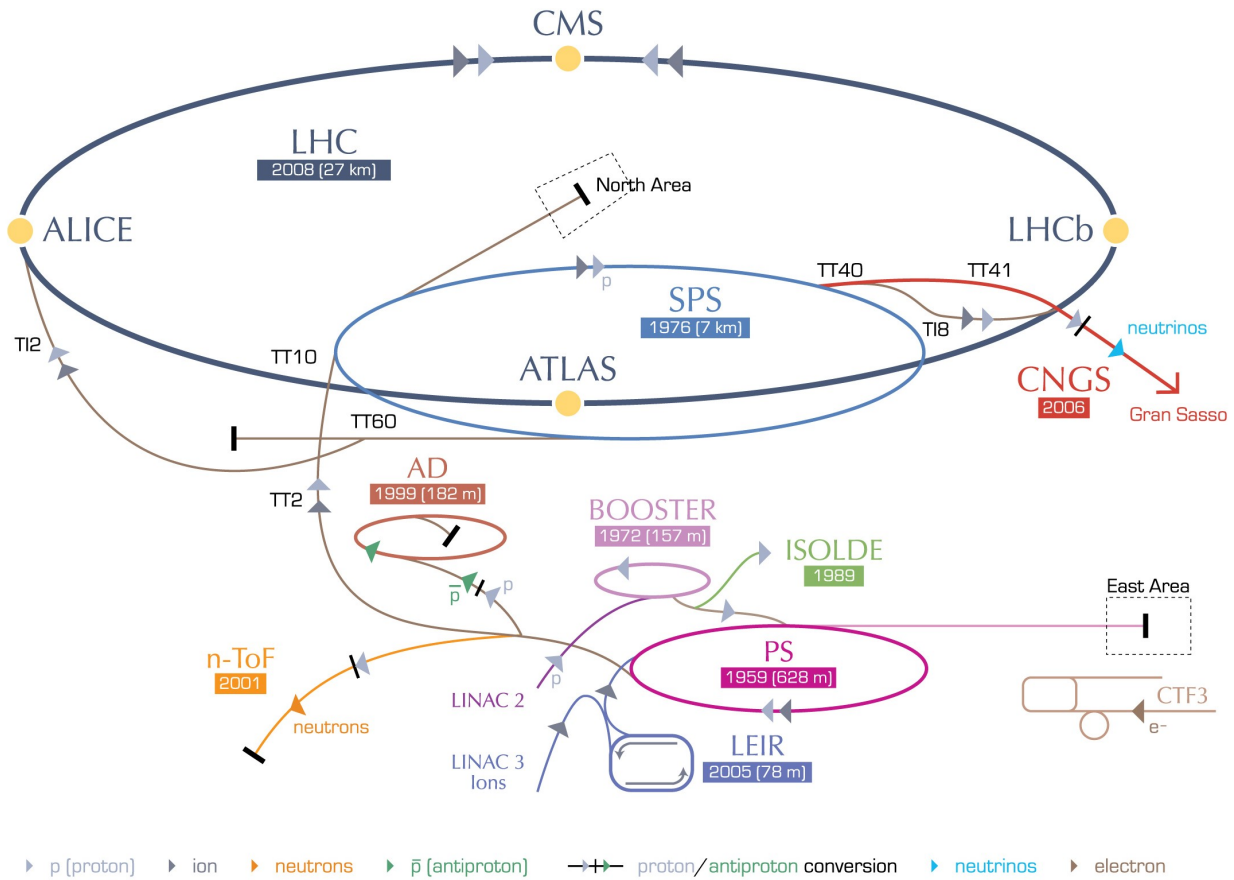 CMS
LHC
2008 (27 km)
North Area
ALICE
LHCb
TT40
TT41
SPS
1976 (7 km)
p
TI2
TT10
TI8
neutrinos
ATLAS
CNGS
2006
Gran Sasso
TT60
AD
1999 (182 m)
TT2
BOOSTER
1972 (157 m)
ISOLDE
1989
p̅
p
East Area
n-ToF
2001
PS
1959 (628 m)
LINAC 2
p
neutrons
CTF3
e-
LINAC 3
Ions
LEIR
2005 (78 m)
p (proton)
ion
neutrons
p̅ (antiproton)
proton/antiproton conversion
neutrinos
electron